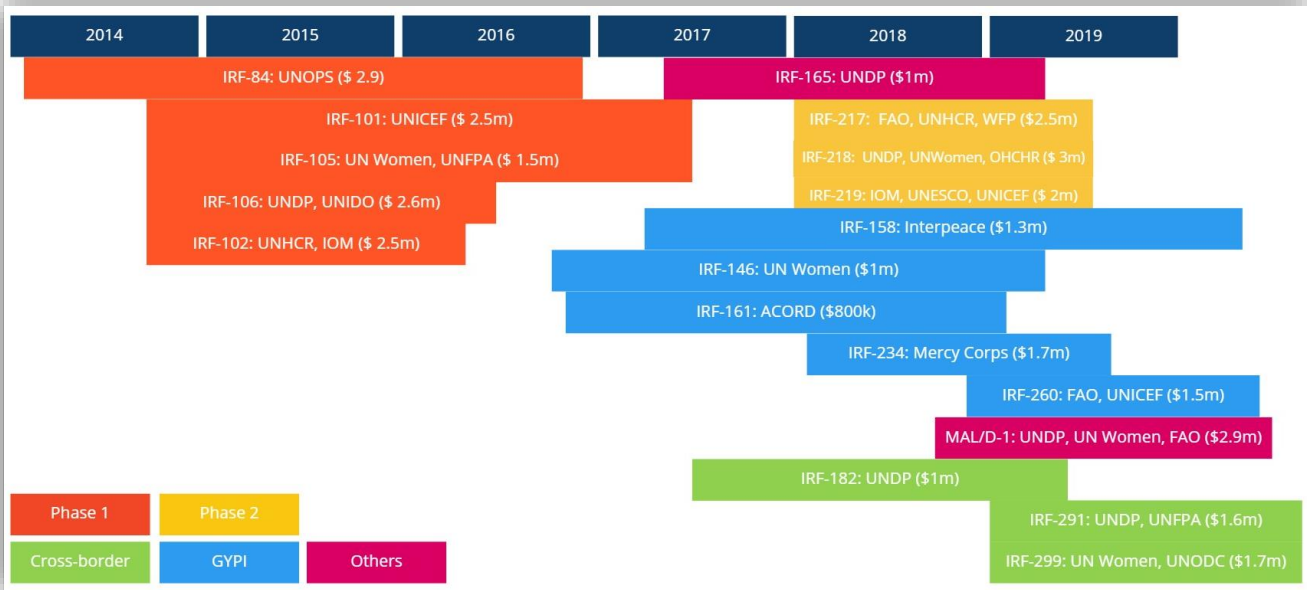 2014
2015
2016
2017
2018
2019
IRF-84: UNOPS ($ 2.9)
IRF-165: UNDP ($1m)
IRF-101: UNICEF ($ 2.5m)
IRF-217: FAO, UNHCR, WFP ($2.5m)
IRF-105: UN Women, UNFPA ($ 1.5m)
IRF-218: UNDP, UNWomen, OHCHR ($ 3m)
IRF-106: UNDP, UNIDO ($ 2.6m)
IRF-219: IOM, UNESCO, UNICEF ($ 2m)
IRF-102: UNHCR, IOM ($ 2.5m)
IRF-158: Interpeace ($1.3m)
IRF-146: UN Women ($1m)
IRF-161: ACORD ($800k)
IRF-234: Mercy Corps ($1.7m)
IRF-260: FAO, UNICEF ($1.5m)
MAL/D-1: UNDP, UN Women, FAO ($2.9m)
IRF-182: UNDP ($1m)
IRF-291: UNDP, UNFPA ($1.6m)
IRF-299: UN Women, UNODC ($1.7m)
Phase 1
Phase 2
Cross-border
GYPI
Others